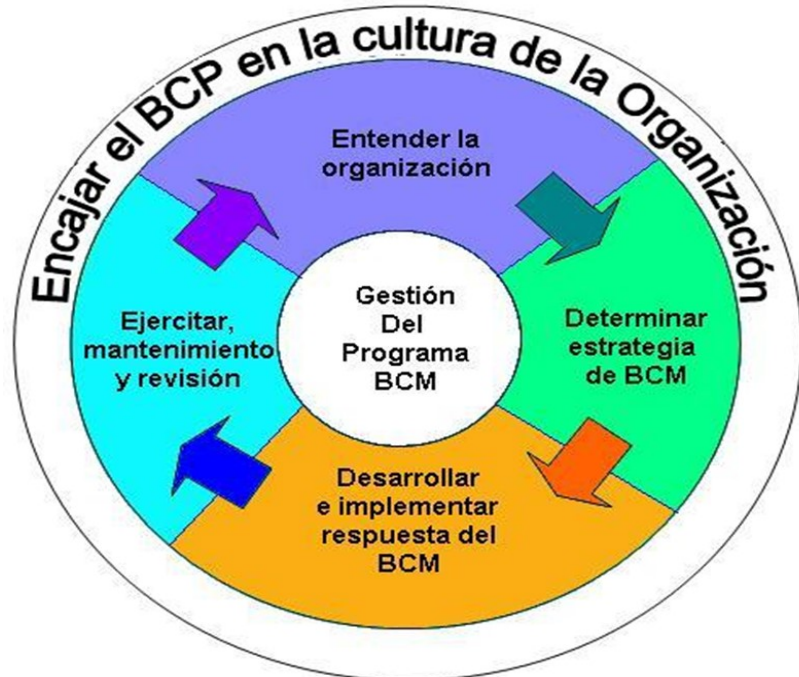 Encajar el BCP en la cultura de la Organización
Entender la
organización
Gestión
Del
Programa
BCM
Determinar
estrategia
de BCM
Desarrollar
e implementar
respuesta del
BCM
Ejercitar,
mantenimiento
y revisión